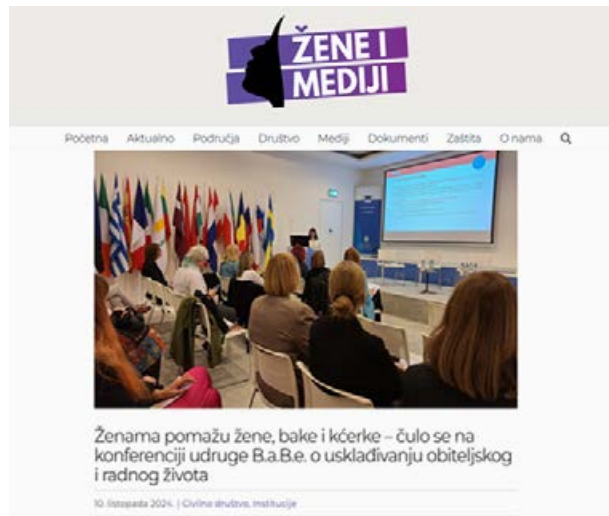 ŽENE I
MEDIJI
Početna Aktualno Područja Društvo Mediji Dokumenti Zaštita O nama
Ženama pomažu žene, bake i kćerke – čulo se na
konferenciji udruge B.a.B.e. o usklađivanju obiteljskog
i radnog života
10. listopada 2024. | Civilno društvo, Institucije